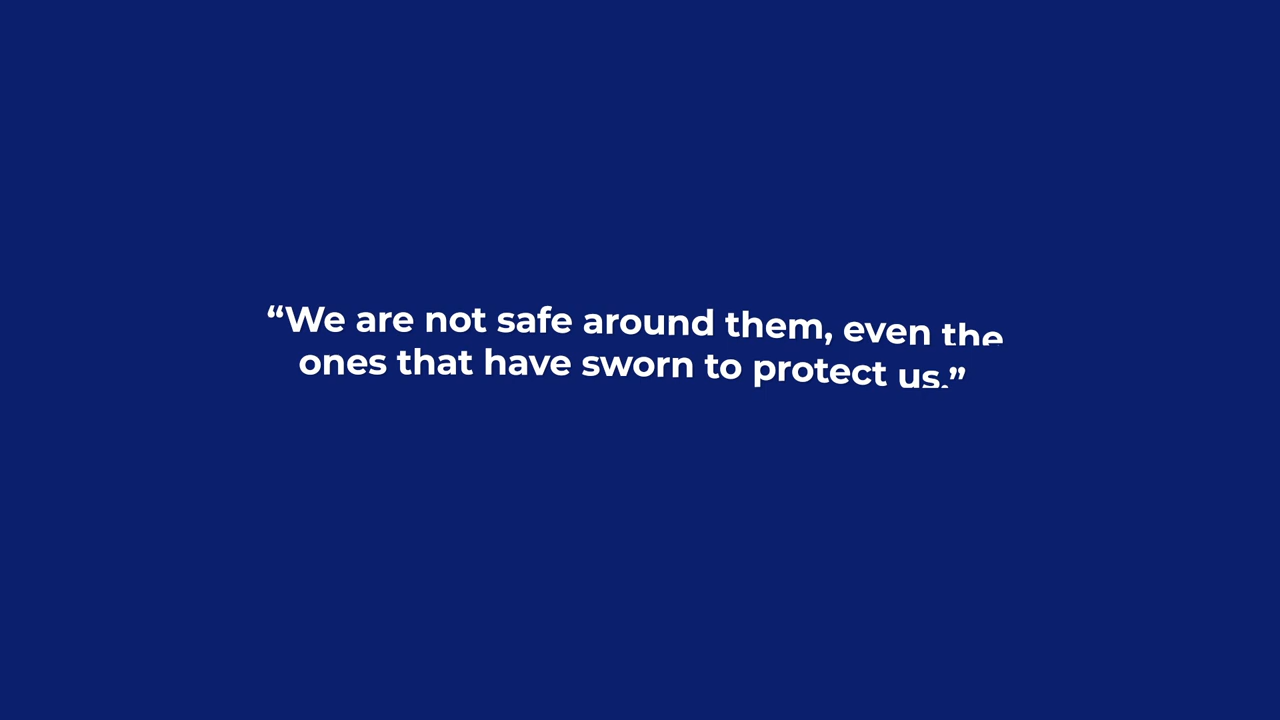 “We are not safe around them, even the
ones that have sworn to protect us.”